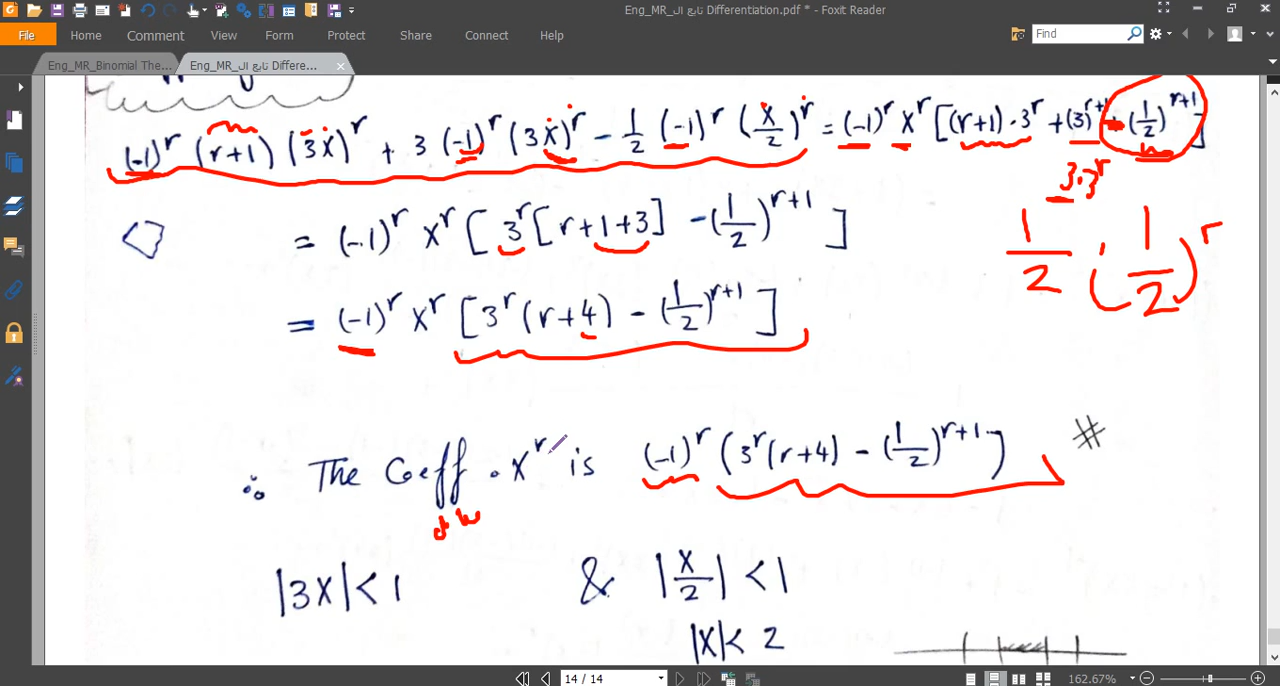 Eng_MR_تابع ال Differentiation.pdf * - Foxit Reader
File Home Comment View Form Protect Share Connect Help
Find
Eng_MR_Binomial The...
Eng_MR_تابع ال Differe...
(-1)^r (r+1) (3x)^r + 3 (-1)^r (3x)^r - 1/2 (-1)^r (x/2)^r = (-1)^r x^r [(r+1)·3^r + (3)^{r+1} - (1/2)^{r+1}]
3·3^r
= (-1)^r x^r [3^r [r+1+3] - (1/2)^{r+1}]
1/2 · (1/2)^r
= (-1)^r x^r [3^r (r+4) - (1/2)^{r+1}]
∴ The Coeff. x^r is (-1)^r (3^r (r+4) - (1/2)^{r+1}) #
|3x| < 1 & |x/2| < 1
|x| < 2
14 / 14
162.67%